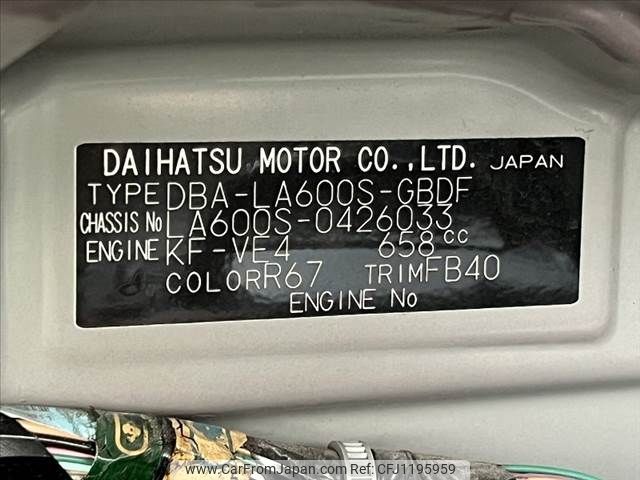 DAIHATSU MOTOR CO.,LTD. JAPAN
TYPE DBA-LA600S-GBDF
CHASSIS No LA600S-0426033
ENGINE KF-VE4 658cc
COLOR R67 TRIM FB40
ENGINE No
www.CarFromJapan.com CFJ1195959